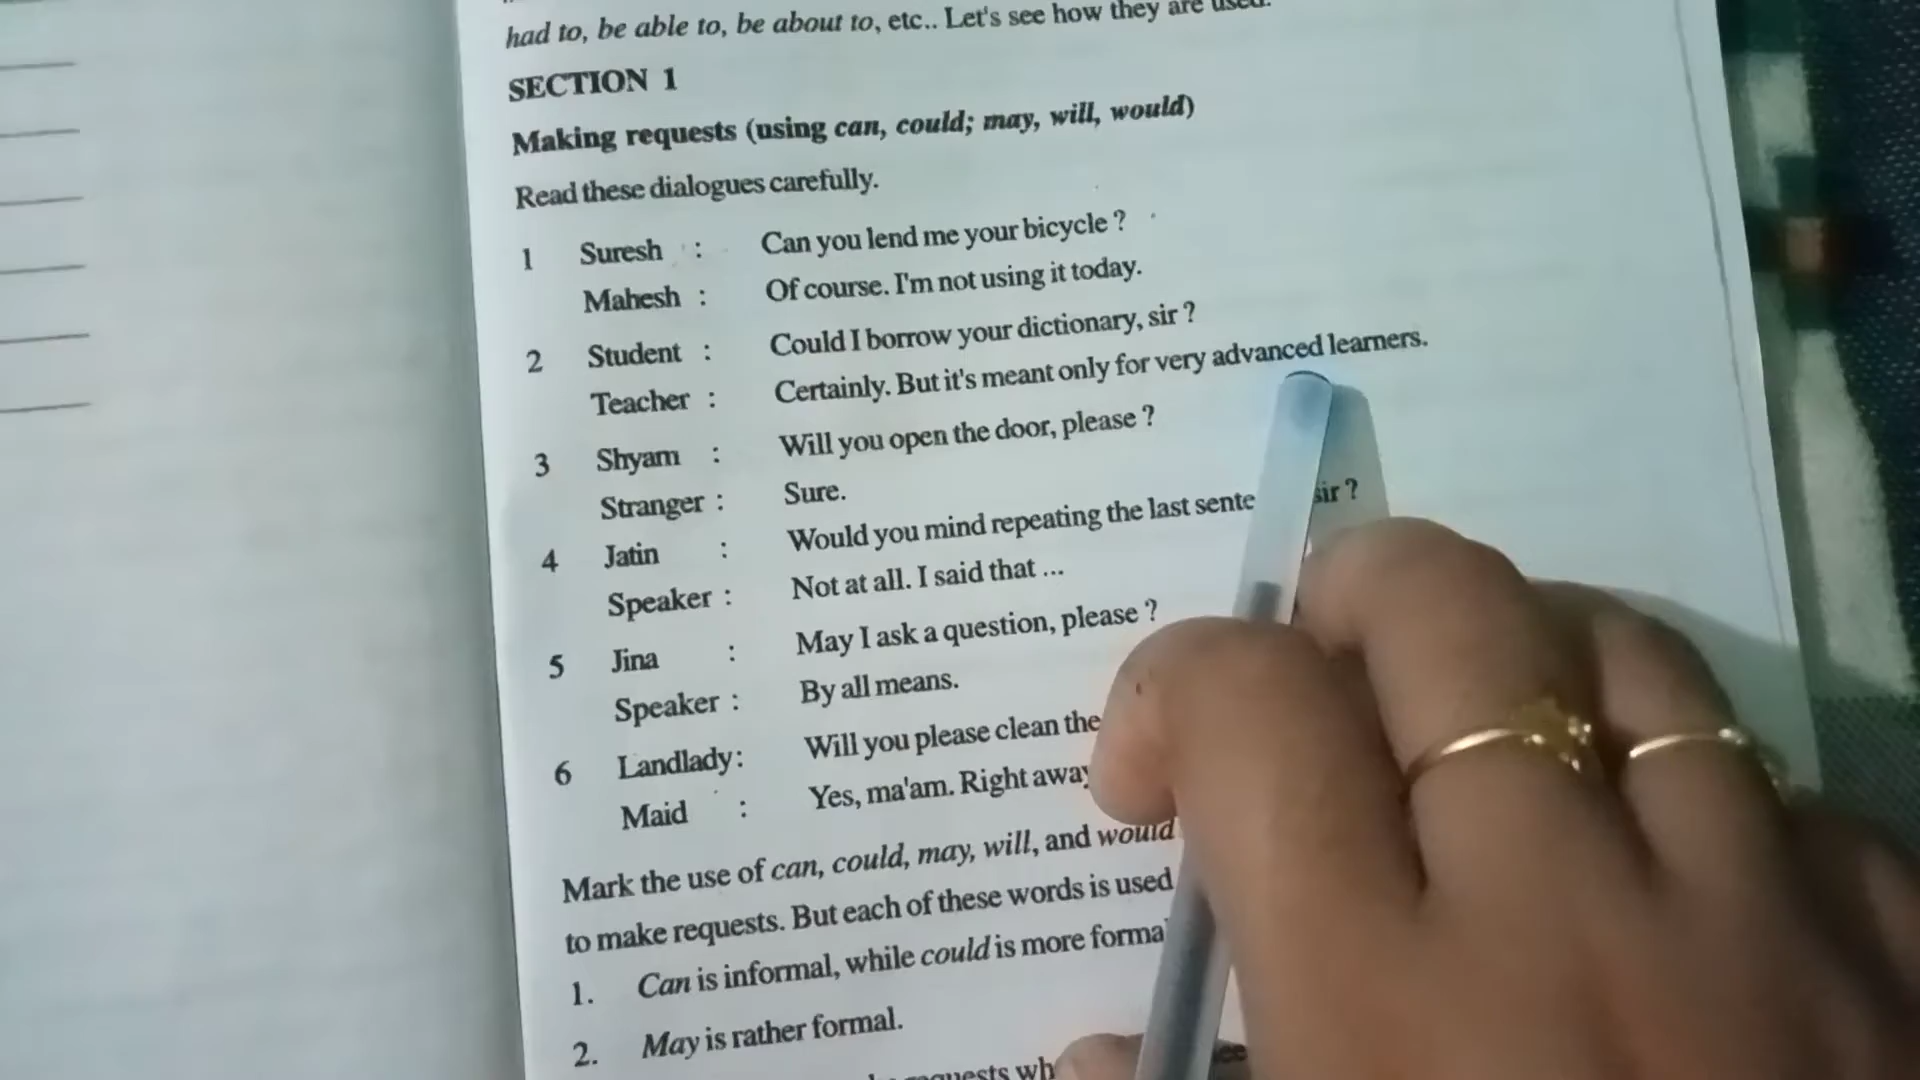 had to, be able to, be about to, etc.. Let's see how they are used.
SECTION 1
Making requests (using can, could; may, will, would)
Read these dialogues carefully.
1 Suresh : Can you lend me your bicycle ?
Mahesh : Of course. I'm not using it today.
2 Student : Could I borrow your dictionary, sir ?
Teacher : Certainly. But it's meant only for very advanced learners.
3 Shyam : Will you open the door, please ?
Stranger : Sure.
4 Jatin : Would you mind repeating the last sir ?
Speaker : Not at all. I said that ...
5 Jina : May I ask a question, please ?
Speaker : By all means.
6 Landlady: Will you please clean the
Maid : Yes, ma'am. Right away
Mark the use of can, could, may, will, and would
to make requests. But each of these words is used
1. Can is informal, while could is more formal
2. May is rather formal.